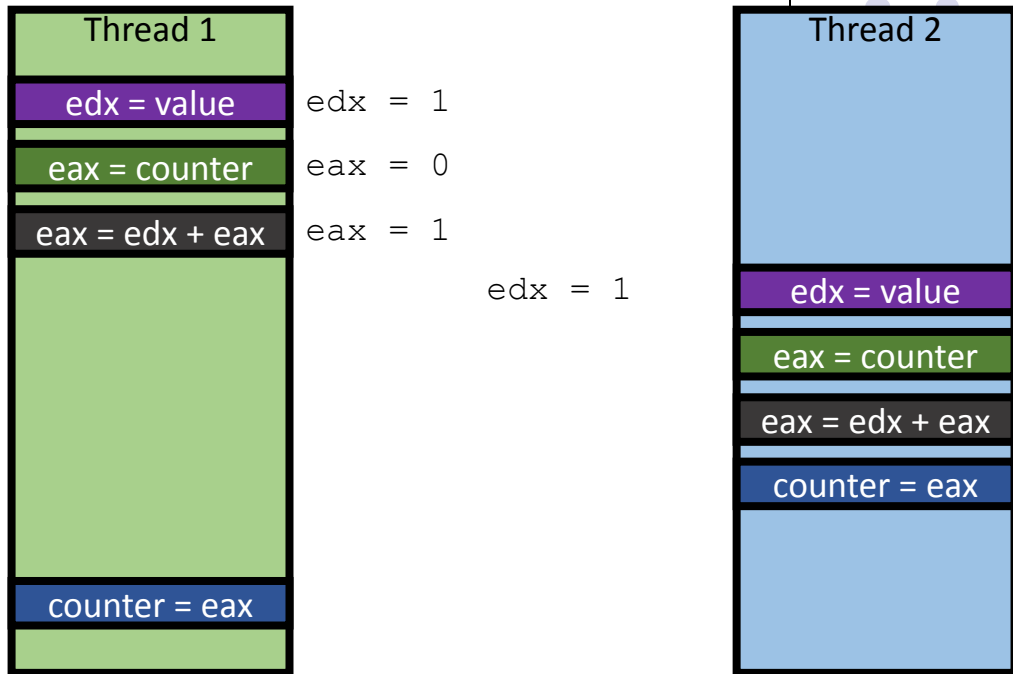 Thread 1
Thread 2
edx = value
edx = 1
eax = counter
eax = 0
eax = edx + eax
eax = 1
edx = 1
edx = value
eax = counter
eax = edx + eax
counter = eax
counter = eax